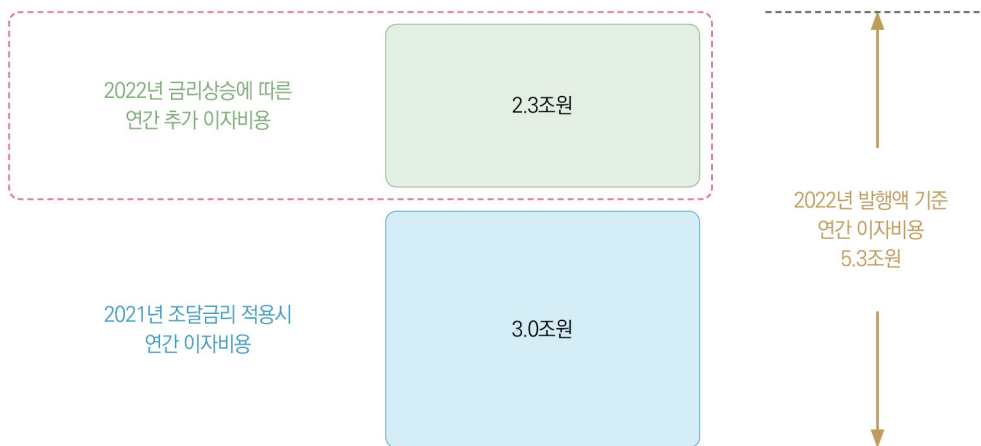 2022년 금리상승에 따른
연간 추가 이자비용
2.3조원
2022년 발행액 기준
연간 이자비용
5.3조원
2021년 조달금리 적용시
연간 이자비용
3.0조원